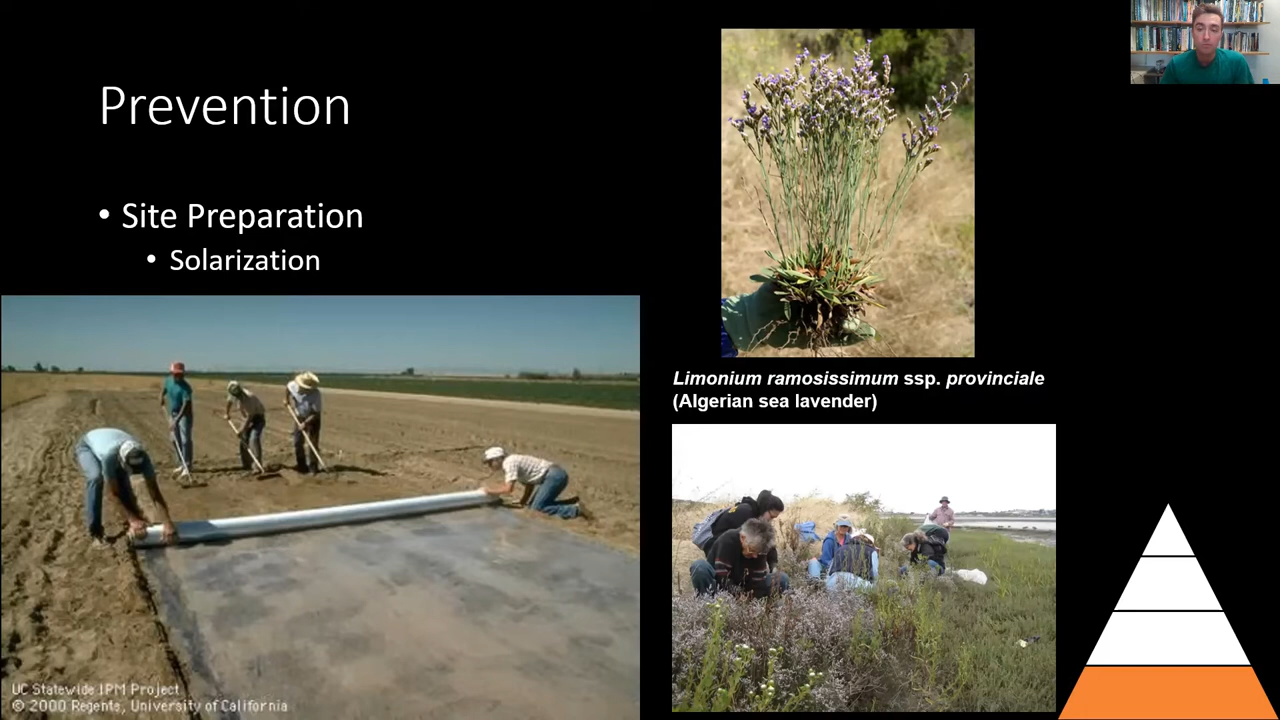 Prevention
• Site Preparation
• Solarization
Limonium ramosissimum ssp. provinciale
(Algerian sea lavender)
UC Statewide IPM Project
© 2000 Regents, University of California